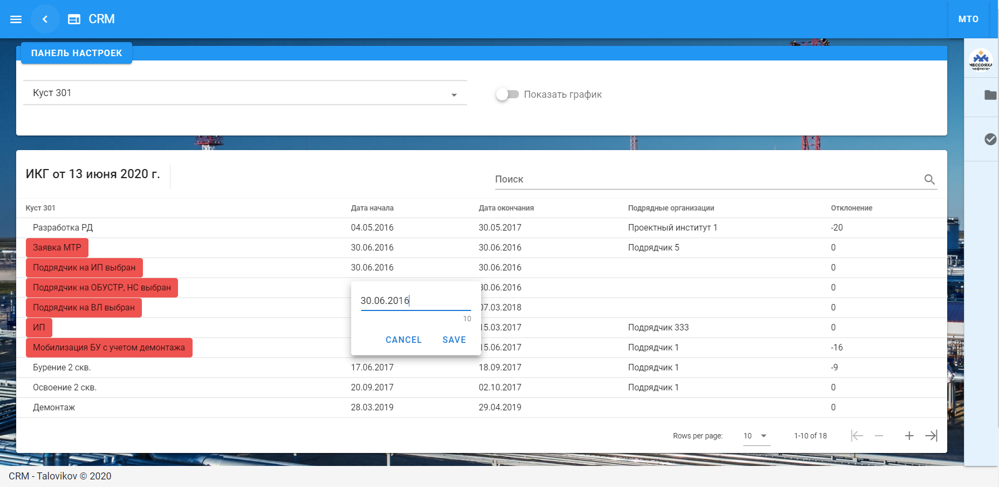 CRM
МТО
ПАНЕЛЬ НАСТРОЕК
МЕССОЯХА
нефтегаз
Куст 301
Показать график
ИКГ от 13 июня 2020 г.
Поиск
Куст 301 Дата начала Дата окончания Подрядные организации Отклонение
Разработка РД 04.05.2016 30.05.2017 Проектный институт 1 -20
Заявка МТР 30.06.2016 30.06.2016 Подрядчик 5 0
Подрядчик на ИП выбран 30.06.2016 30.06.2016 0
Подрядчик на ОБУСТР, НС выбран 30.06.2016 0
Подрядчик на ВЛ выбран 07.03.2018 0
ИП 15.03.2017 Подрядчик 333 0
Мобилизация БУ с учетом демонтажа 15.06.2017 Подрядчик 1 -16
30.06.2016
10
CANCEL SAVE
Бурение 2 скв. 17.06.2017 18.09.2017 Подрядчик 1 -9
Освоение 2 скв. 20.09.2017 02.10.2017 Подрядчик 1 0
Демонтаж 28.03.2019 29.04.2019 0
Rows per page: 10 1-10 of 18
CRM - Talovikov © 2020